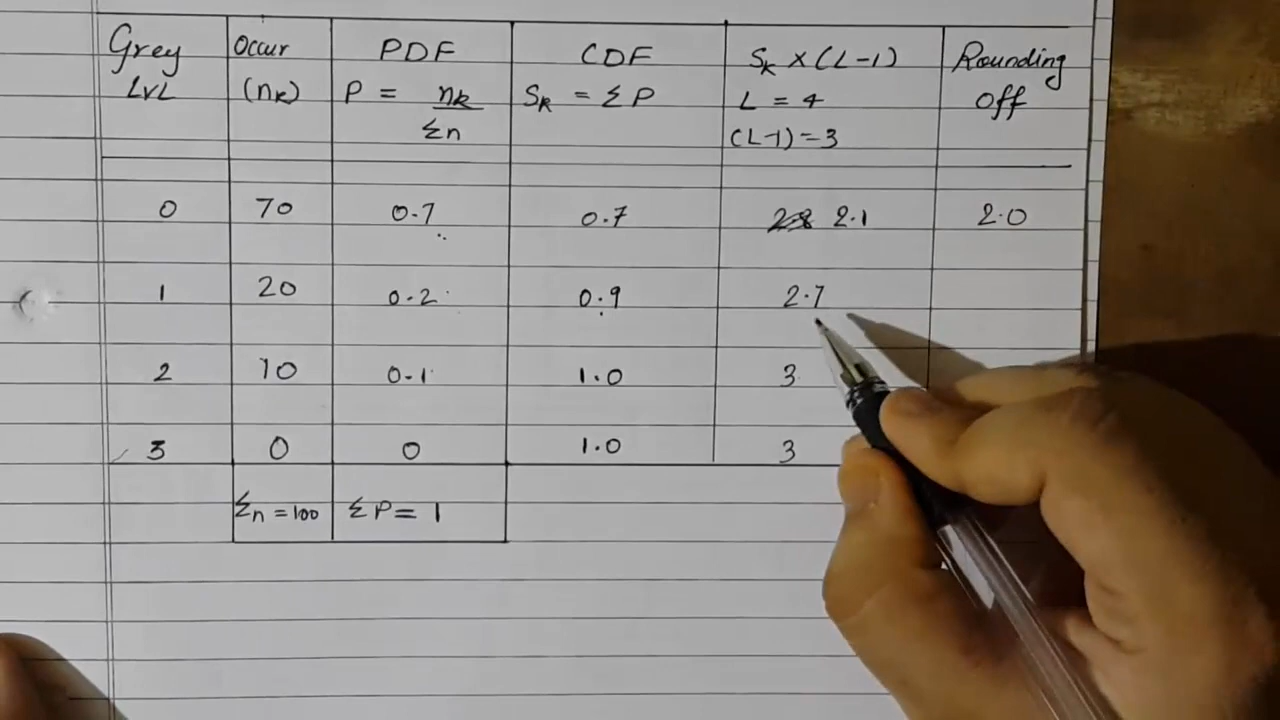 Grey Lvl | Occur (nk) | PDF P = nk/Σn | CDF Sk = ΣP | Sk × (L-1) L = 4 (L-1) = 3 | Rounding off
0 | 70 | 0.7 | 0.7 | 2.1 | 2.0
1 | 20 | 0.2 | 0.9 | 2.7
2 | 10 | 0.1 | 1.0 | 3
3 | 0 | 0 | 1.0 | 3
Σn = 100 | ΣP = 1